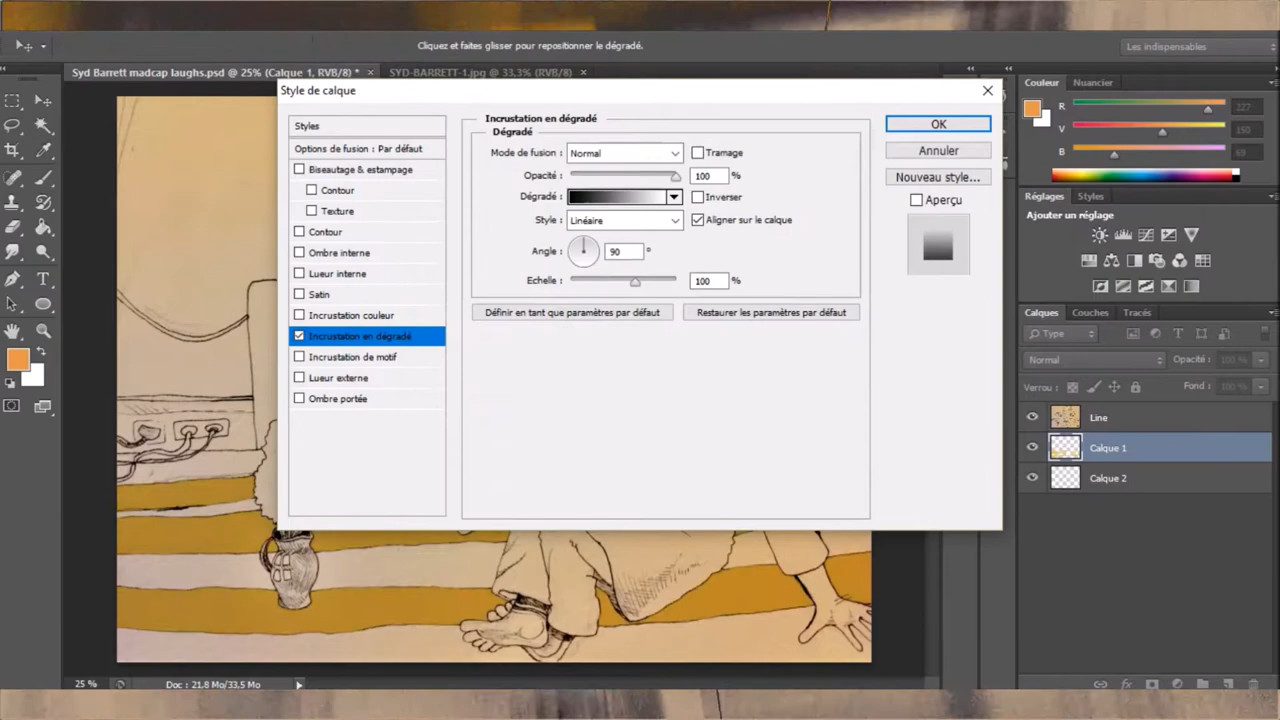 Cliquez et faites glisser pour repositionner le dégradé.
Les indispensables
Syd Barrett madcap laughs.psd @ 25% (Calque 1, RVB/8) * ×
SYD-BARRETT-1.jpg @ 33,3% (RVB/8) ×
Style de calque
Styles
Options de fusion : Par défaut
Biseautage & estampage
Contour
Texture
Contour
Ombre interne
Lueur interne
Satin
Incrustation couleur
Incrustation en dégradé
Incrustation de motif
Lueur externe
Ombre portée
Incrustation en dégradé
Dégradé
Mode de fusion : Normal Tramage
Opacité : 100 %
Dégradé : Inverser
Style : Linéaire Aligner sur le calque
Angle : 90 °
Echelle : 100 %
Définir en tant que paramètres par défaut Restaurer les paramètres par défaut
OK
Annuler
Nouveau style...
Aperçu
Couleur Nuancier
R 227
V 150
B 69
Réglages Styles
Ajouter un réglage
Calques Couches Tracés
Type
Normal Opacité : 100 %
Verrou : Fond : 100 %
Line
Calque 1
Calque 2
25 % Doc : 21,8 Mo/33,5 Mo